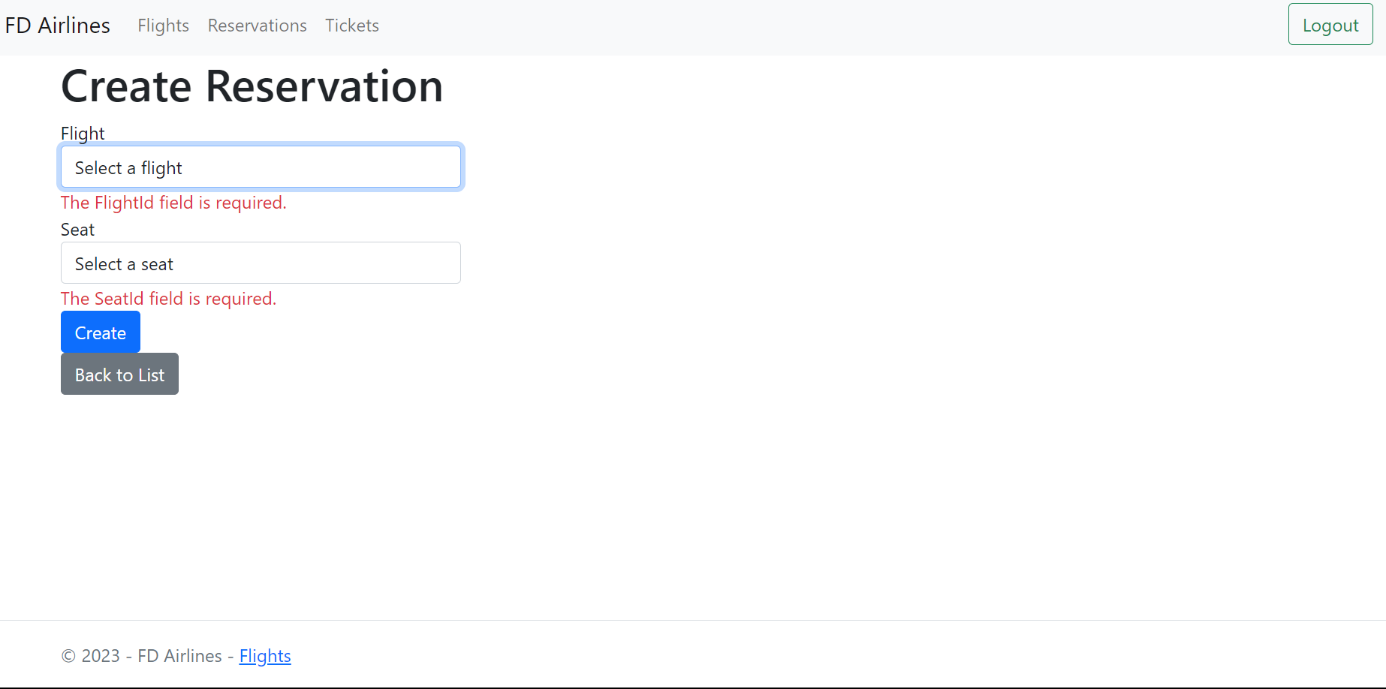 FD Airlines Flights Reservations Tickets Logout
Create Reservation
Flight
Select a flight
The FlightId field is required.
Seat
Select a seat
The SeatId field is required.
Create
Back to List
© 2023 - FD Airlines - Flights